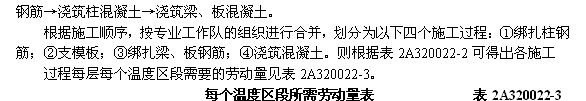 钢筋→浇筑柱混凝土→浇筑梁、板混凝土。
根据施工顺序，按专业工作队的组织进行合并，划分为以下四个施工过程：①绑扎柱钢
筋；②支模板；③绑扎梁、板钢筋；④浇筑混凝土。则根据表 2A320022-2 可得出各施工
过程每层每个温度区段需要的劳动量见表 2A320022-3。
每个温度区段所需劳动量表 表 2A320022-3